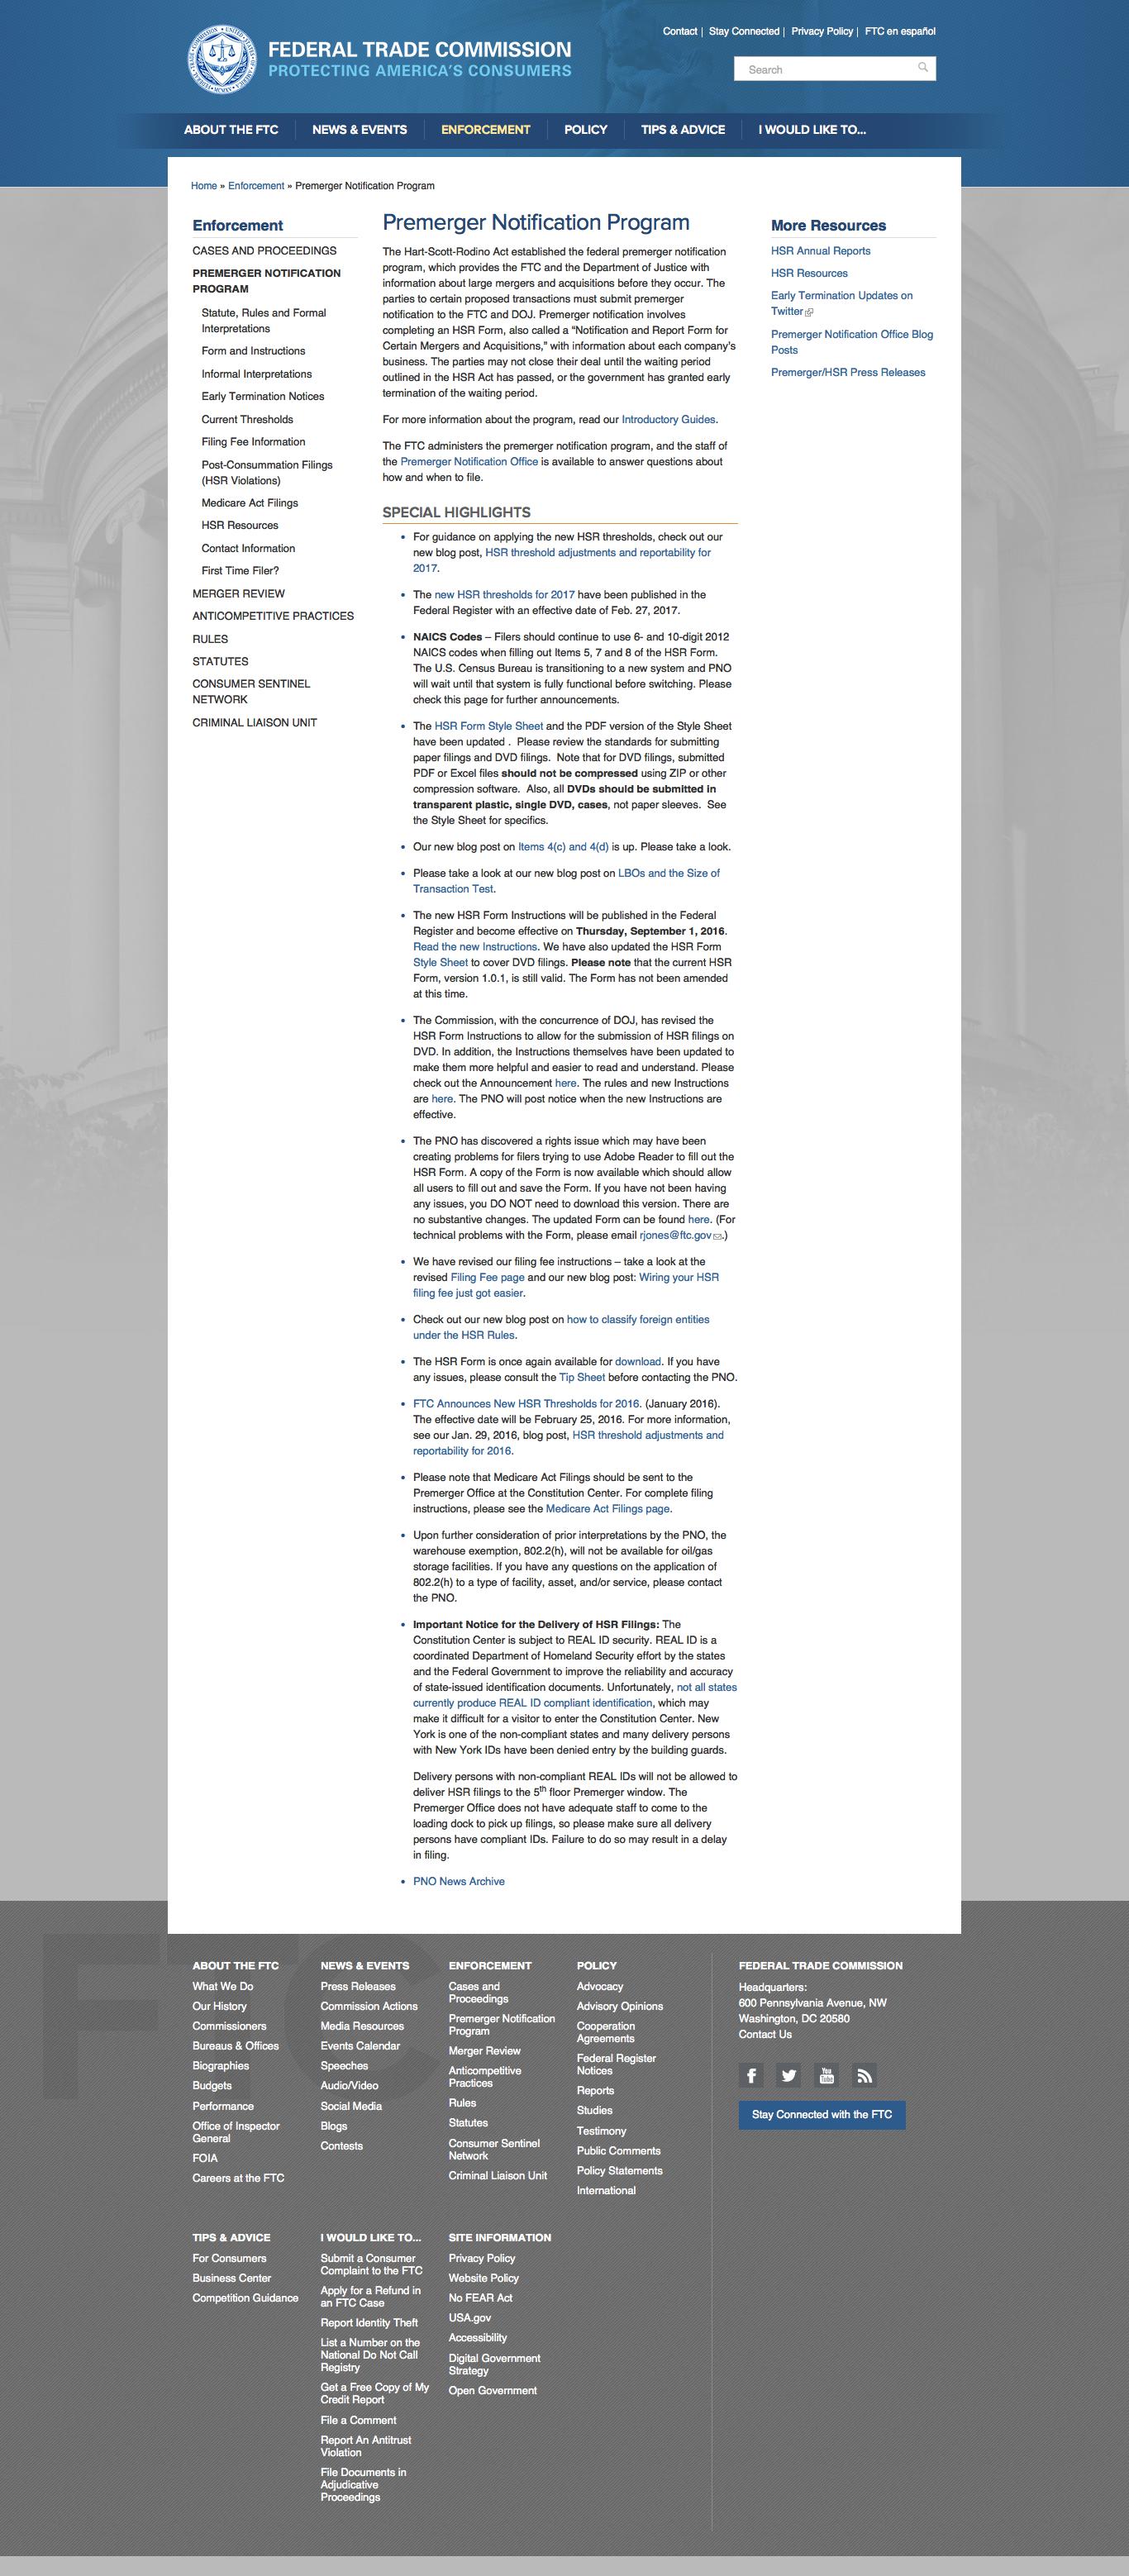 FEDERAL TRADE COMMISSION
PROTECTING AMERICA'S CONSUMERS
Contact | Stay Connected | Privacy Policy | FTC en español
Search
ABOUT THE FTC
NEWS & EVENTS
ENFORCEMENT
POLICY
TIPS & ADVICE
I WOULD LIKE TO...
Home » Enforcement » Premerger Notification Program
Enforcement
CASES AND PROCEEDINGS
PREMERGER NOTIFICATION
PROGRAM
Statute, Rules and Formal
Interpretations
Form and Instructions
Informal Interpretations
Early Termination Notices
Current Thresholds
Filing Fee Information
Post-Consummation Filings
(HSR Violations)
Medicare Act Filings
HSR Resources
Contact Information
First Time Filer?
MERGER REVIEW
ANTICOMPETITIVE PRACTICES
RULES
STATUTES
CONSUMER SENTINEL
NETWORK
CRIMINAL LIAISON UNIT
Premerger Notification Program
The Hart-Scott-Rodino Act established the federal premerger notification
program, which provides the FTC and the Department of Justice with
information about large mergers and acquisitions before they occur. The
parties to certain proposed transactions must submit premerger
notification to the FTC and DOJ. Premerger notification involves
completing an HSR Form, also called a “Notification and Report Form for
Certain Mergers and Acquisitions,” with information about each company’s
business. The parties may not close their deal until the waiting period
outlined in the HSR Act has passed, or the government has granted early
termination of the waiting period.
For more information about the program, read our Introductory Guides.
The FTC administers the premerger notification program, and the staff of
the Premerger Notification Office is available to answer questions about
how and when to file.
SPECIAL HIGHLIGHTS
• For guidance on applying the new HSR thresholds, check out our
new blog post, HSR threshold adjustments and reportability for
2017.
• The new HSR thresholds for 2017 have been published in the
Federal Register with an effective date of Feb. 27, 2017.
• NAICS Codes – Filers should continue to use 6- and 10-digit 2012
NAICS codes when filling out Items 5, 7 and 8 of the HSR Form.
The U.S. Census Bureau is transitioning to a new system and PNO
will wait until that system is fully functional before switching. Please
check this page for further announcements.
• The HSR Form Style Sheet and the PDF version of the Style Sheet
have been updated . Please review the standards for submitting
paper filings and DVD filings. Note that for DVD filings, submitted
PDF or Excel files should not be compressed using ZIP or other
compression software. Also, all DVDs should be submitted in
transparent plastic, single DVD, cases, not paper sleeves. See
the Style Sheet for specifics.
• Our new blog post on Items 4(c) and 4(d) is up. Please take a look.
• Please take a look at our new blog post on LBOs and the Size of
Transaction Test.
• The new HSR Form Instructions will be published in the Federal
Register and become effective on Thursday, September 1, 2016.
Read the new Instructions. We have also updated the HSR Form
Style Sheet to cover DVD filings. Please note that the current HSR
Form, version 1.0.1, is still valid. The Form has not been amended
at this time.
• The Commission, with the concurrence of DOJ, has revised the
HSR Form Instructions to allow for the submission of HSR filings on
DVD. In addition, the Instructions themselves have been updated to
make them more helpful and easier to read and understand. Please
check out the Announcement here. The rules and new Instructions
are here. The PNO will post notice when the new Instructions are
effective.
• The PNO has discovered a rights issue which may have been
creating problems for filers trying to use Adobe Reader to fill out the
HSR Form. A copy of the Form is now available which should allow
all users to fill out and save the Form. If you have not been having
any issues, you DO NOT need to download this version. There are
no substantive changes. The updated Form can be found here. (For
technical problems with the Form, please email rjones@ftc.gov.)
• We have revised our filing fee instructions – take a look at the
revised Filing Fee page and our new blog post: Wiring your HSR
filing fee just got easier.
• Check out our new blog post on how to classify foreign entities
under the HSR Rules.
• The HSR Form is once again available for download. If you have
any issues, please consult the Tip Sheet before contacting the PNO.
• FTC Announces New HSR Thresholds for 2016. (January 2016).
The effective date will be February 25, 2016. For more information,
see our Jan. 29, 2016, blog post, HSR threshold adjustments and
reportability for 2016.
• Please note that Medicare Act Filings should be sent to the
Premerger Office at the Constitution Center. For complete filing
instructions, please see the Medicare Act Filings page.
• Upon further consideration of prior interpretations by the PNO, the
warehouse exemption, 802.2(h), will not be available for oil/gas
storage facilities. If you have any questions on the application of
802.2(h) to a type of facility, asset, and/or service, please contact
the PNO.
• Important Notice for the Delivery of HSR Filings: The
Constitution Center is subject to REAL ID security. REAL ID is a
coordinated Department of Homeland Security effort by the states
and the Federal Government to improve the reliability and accuracy
of state-issued identification documents. Unfortunately, not all states
currently produce REAL ID compliant identification, which may
make it difficult for a visitor to enter the Constitution Center. New
York is one of the non-compliant states and many delivery persons
with New York IDs have been denied entry by the building guards.
Delivery persons with non-compliant REAL IDs will not be allowed to
deliver HSR filings to the 5th floor Premerger window. The
Premerger Office does not have adequate staff to come to the
loading dock to pick up filings, so please make sure all delivery
persons have compliant IDs. Failure to do so may result in a delay
in filing.
• PNO News Archive
More Resources
HSR Annual Reports
HSR Resources
Early Termination Updates on
Twitter
Premerger Notification Office Blog
Posts
Premerger/HSR Press Releases
FTC
ABOUT THE FTC
What We Do
Our History
Commissioners
Bureaus & Offices
Biographies
Budgets
Performance
Office of Inspector
General
FOIA
Careers at the FTC
NEWS & EVENTS
Press Releases
Commission Actions
Media Resources
Events Calendar
Speeches
Audio/Video
Social Media
Blogs
Contests
ENFORCEMENT
Cases and
Proceedings
Premerger Notification
Program
Merger Review
Anticompetitive
Practices
Rules
Statutes
Consumer Sentinel
Network
Criminal Liaison Unit
POLICY
Advocacy
Advisory Opinions
Cooperation
Agreements
Federal Register
Notices
Reports
Studies
Testimony
Public Comments
Policy Statements
International
FEDERAL TRADE COMMISSION
Headquarters:
600 Pennsylvania Avenue, NW
Washington, DC 20580
Contact Us
You Tube
Stay Connected with the FTC
TIPS & ADVICE
For Consumers
Business Center
Competition Guidance
I WOULD LIKE TO...
Submit a Consumer
Complaint to the FTC
Apply for a Refund in
an FTC Case
Report Identity Theft
List a Number on the
National Do Not Call
Registry
Get a Free Copy of My
Credit Report
File a Comment
Report An Antitrust
Violation
File Documents in
Adjudicative
Proceedings
SITE INFORMATION
Privacy Policy
Website Policy
No FEAR Act
USA.gov
Accessibility
Digital Government
Strategy
Open Government